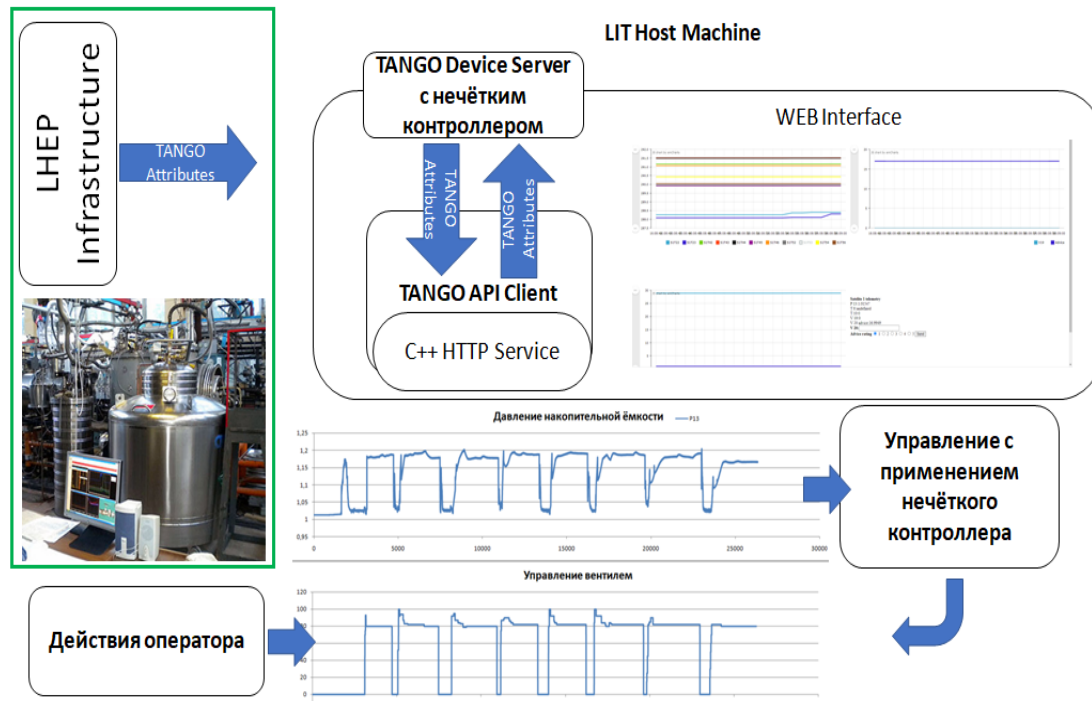 LIT Host Machine
LHEP
Infrastructure
TANGO
Attributes
TANGO Device Server
с нечётким
контроллером
TANGO
Attributes
TANGO
Attributes
TANGO API Client
C++ HTTP Service
WEB Interface
Давление накопительной ёмкости
P13
1,25
1,2
1,15
1,1
1,05
1
0,95
0
5000
10000
15000
20000
25000
30000
Управление с
применением
нечёткого
контроллера
Действия оператора
Управление вентилем
120
100
80
60
40
20
0